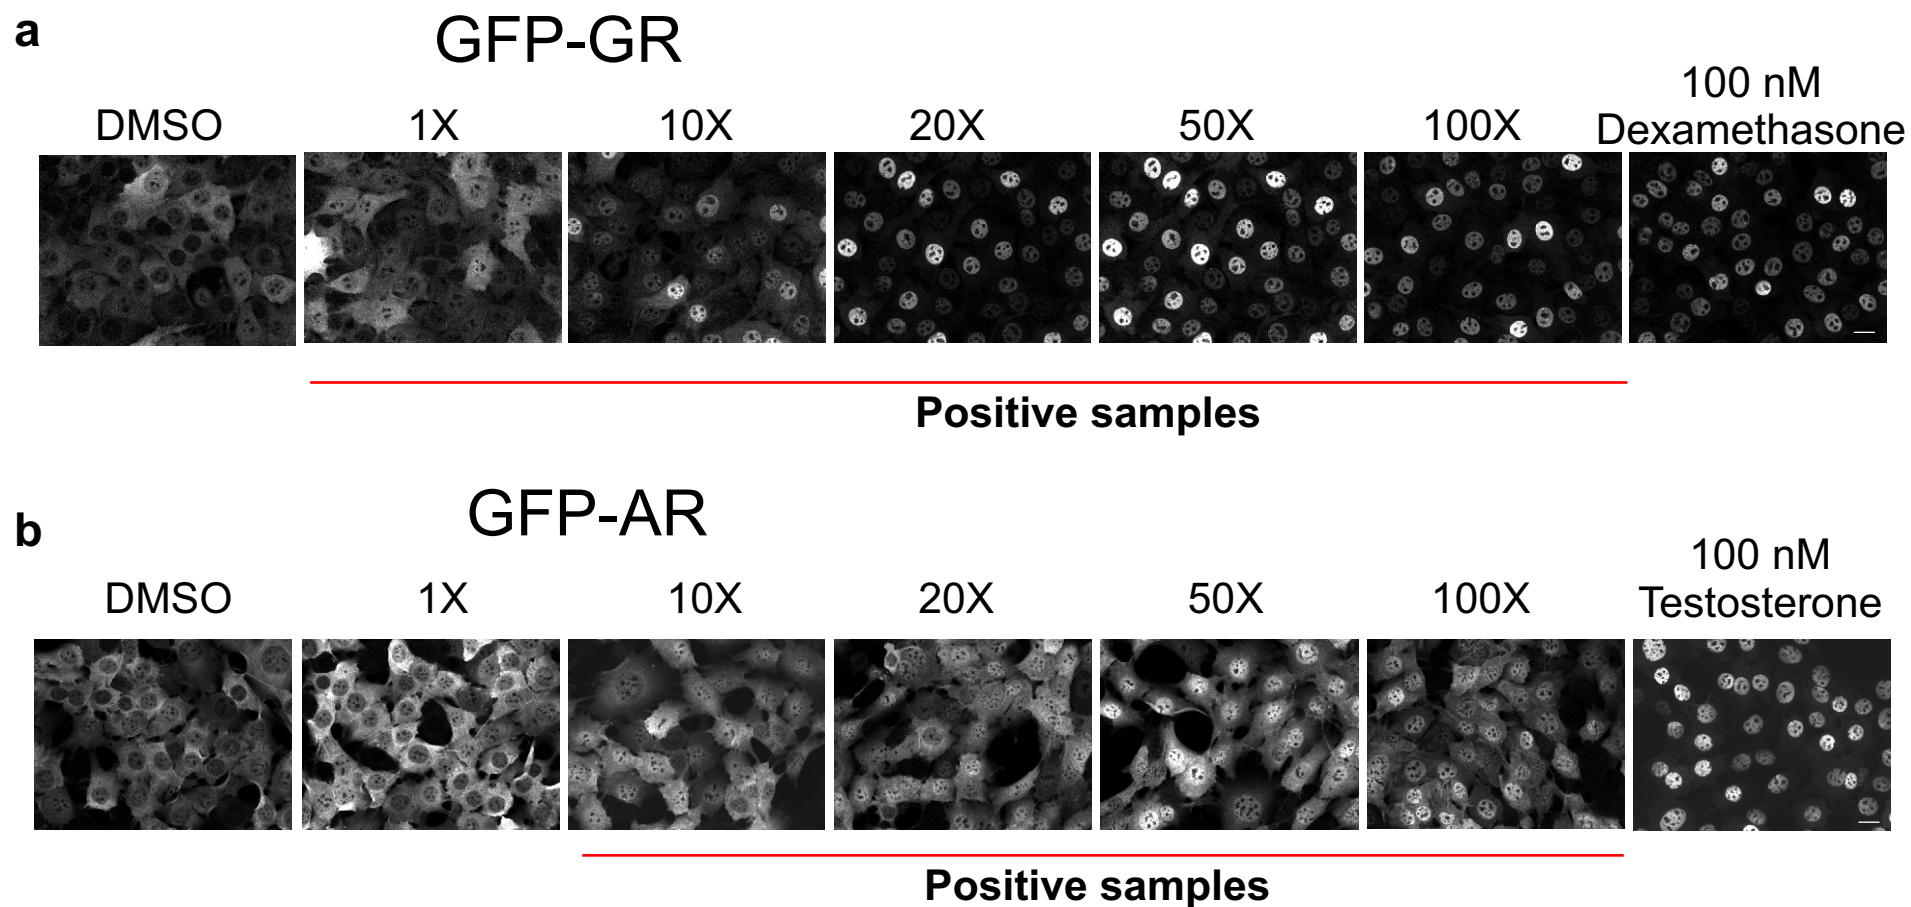 a
GFP-GR
DMSO 1X 10X 20X 50X 100X 100 nM
Dexamethasone
Positive samples
b
GFP-AR
DMSO 1X 10X 20X 50X 100X 100 nM
Testosterone
Positive samples